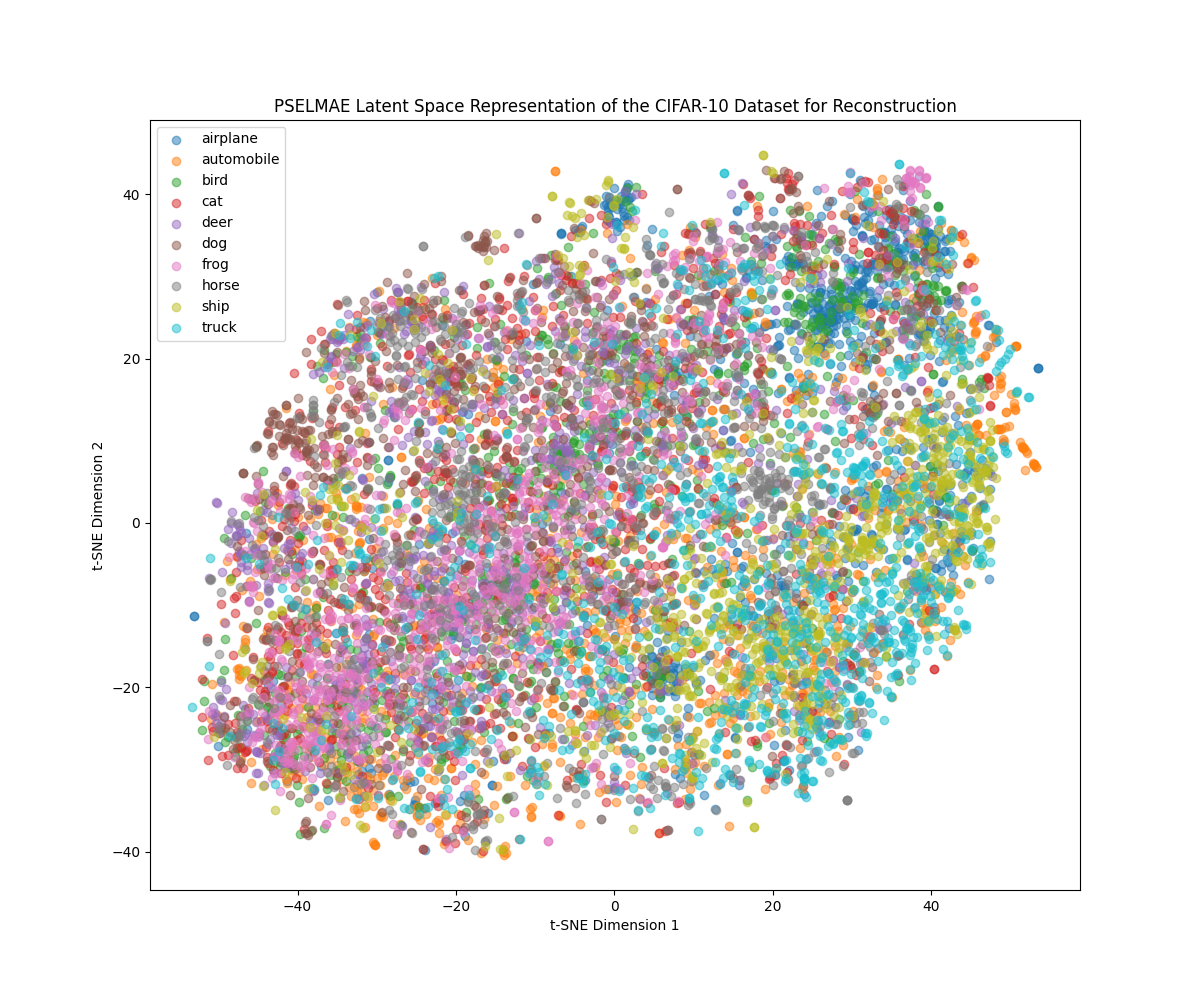 PSELMAE Latent Space Representation of the CIFAR-10 Dataset for Reconstruction
airplane
automobile
bird
cat
deer
dog
frog
horse
ship
truck
40
20
0
−20
−40
t-SNE Dimension 2
−40 −20 0 20 40
t-SNE Dimension 1